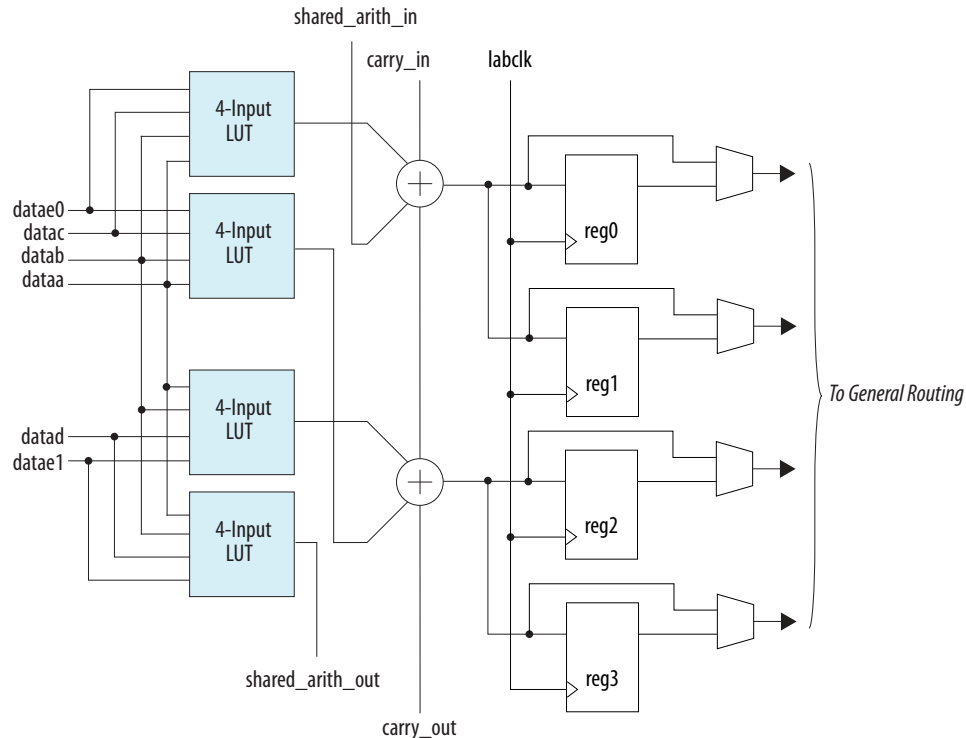 shared_arith_in
carry_in
labclk
4-Input
LUT
datae0
datac
datab
dataa
4-Input
LUT
reg0
reg1
4-Input
LUT
To General Routing
datad
datae1
4-Input
LUT
reg2
reg3
shared_arith_out
carry_out